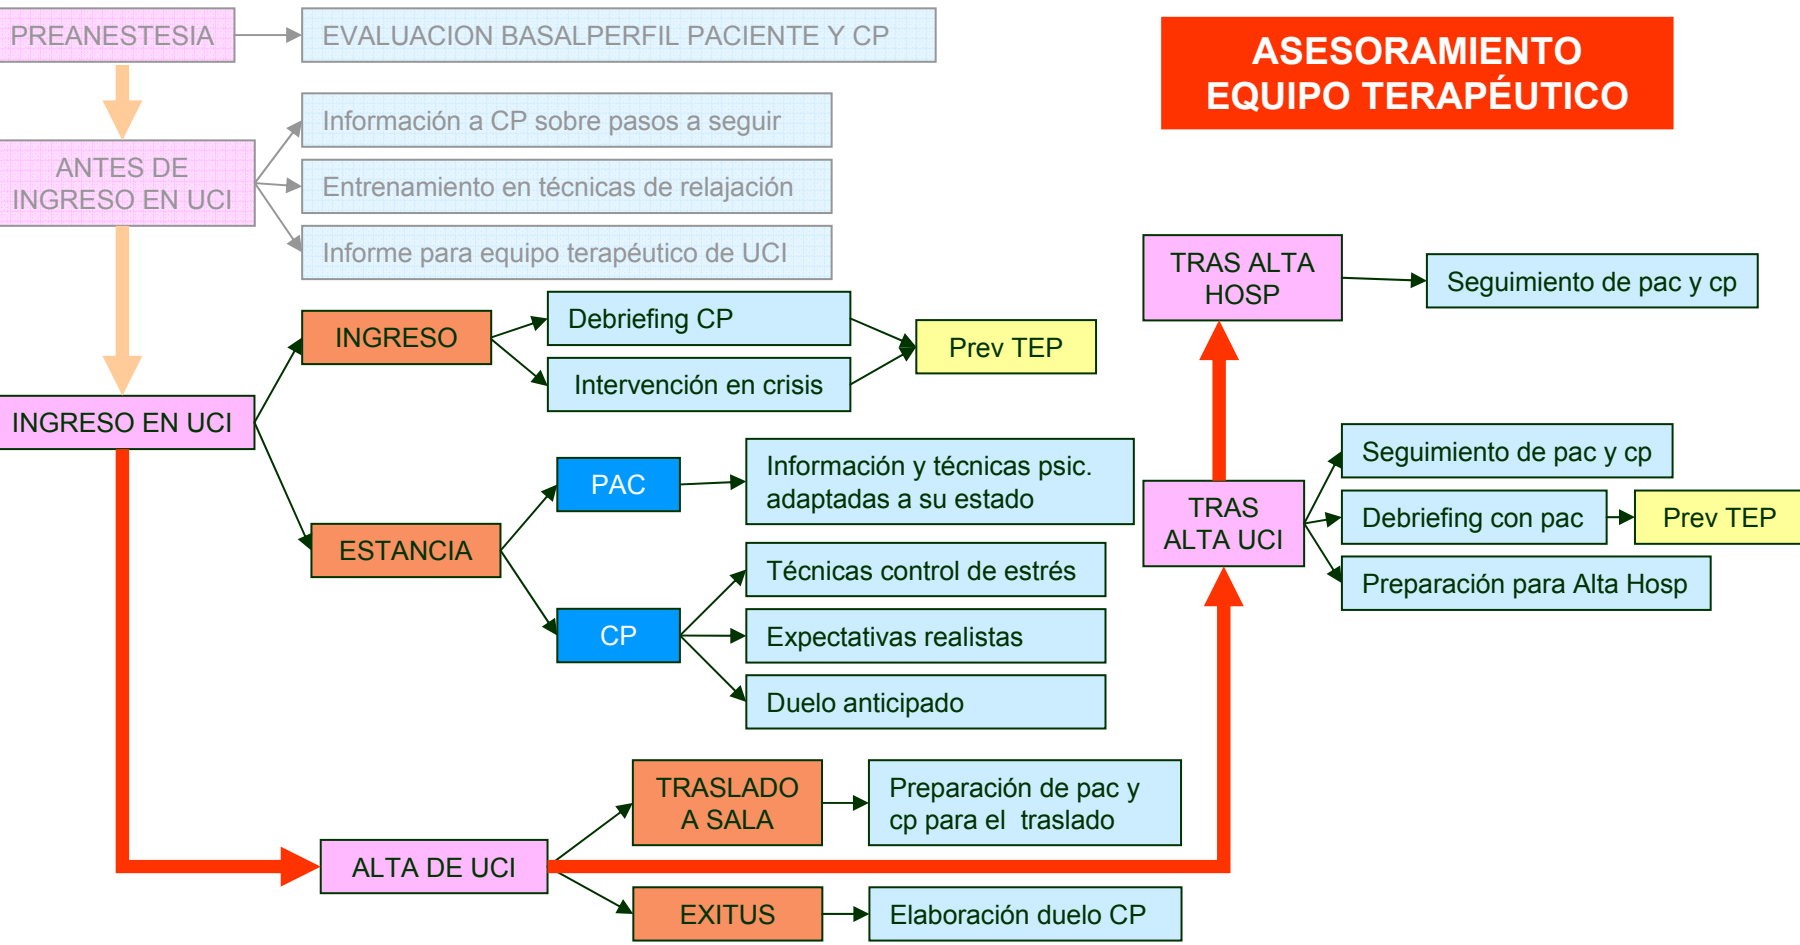 PREANESTESIA
EVALUACION BASALPERFIL PACIENTE Y CP
ASESORAMIENTO
EQUIPO TERAPÉUTICO
ANTES DE
INGRESO EN UCI
Información a CP sobre pasos a seguir
Entrenamiento en técnicas de relajación
Informe para equipo terapéutico de UCI
INGRESO EN UCI
INGRESO
Debriefing CP
Intervención en crisis
Prev TEP
ESTANCIA
PAC
Información y técnicas psic.
adaptadas a su estado
CP
Técnicas control de estrés
Expectativas realistas
Duelo anticipado
ALTA DE UCI
TRASLADO
A SALA
Preparación de pac y
cp para el traslado
EXITUS
Elaboración duelo CP
TRAS ALTA
HOSP
Seguimiento de pac y cp
TRAS
ALTA UCI
Seguimiento de pac y cp
Debriefing con pac
Prev TEP
Preparación para Alta Hosp